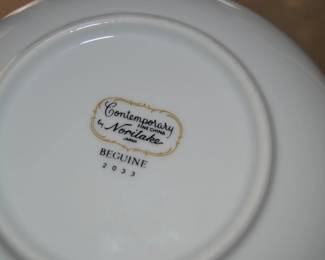 Contemporary
FINE CHINA
by Noritake
JAPAN
BEGUINE
2033